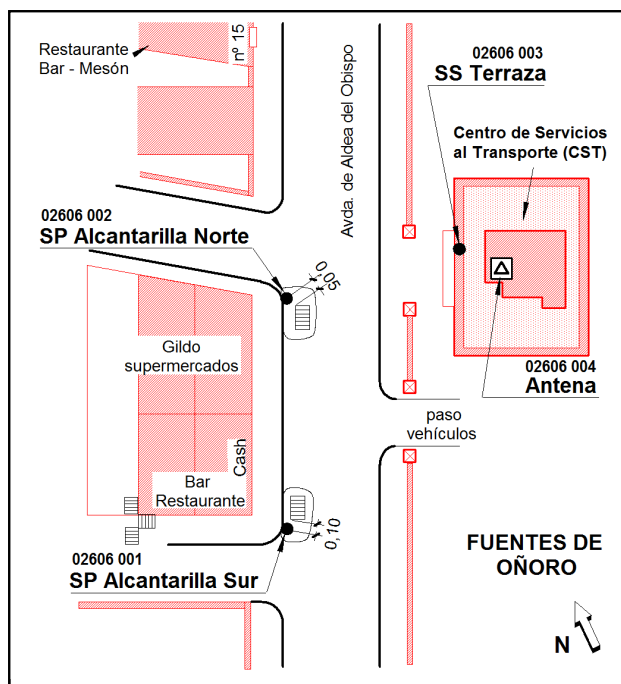 Restaurante
Bar - Mesón
nº 15
Avda. de Aldea del Obispo
02606 003
SS Terraza
Centro de Servicios
al Transporte (CST)
02606 002
SP Alcantarilla Norte
0,05
Gildo
supermercados
02606 004
Antena
paso
vehículos
Cash
Bar
Restaurante
0,10
02606 001
SP Alcantarilla Sur
FUENTES DE
OÑORO
N